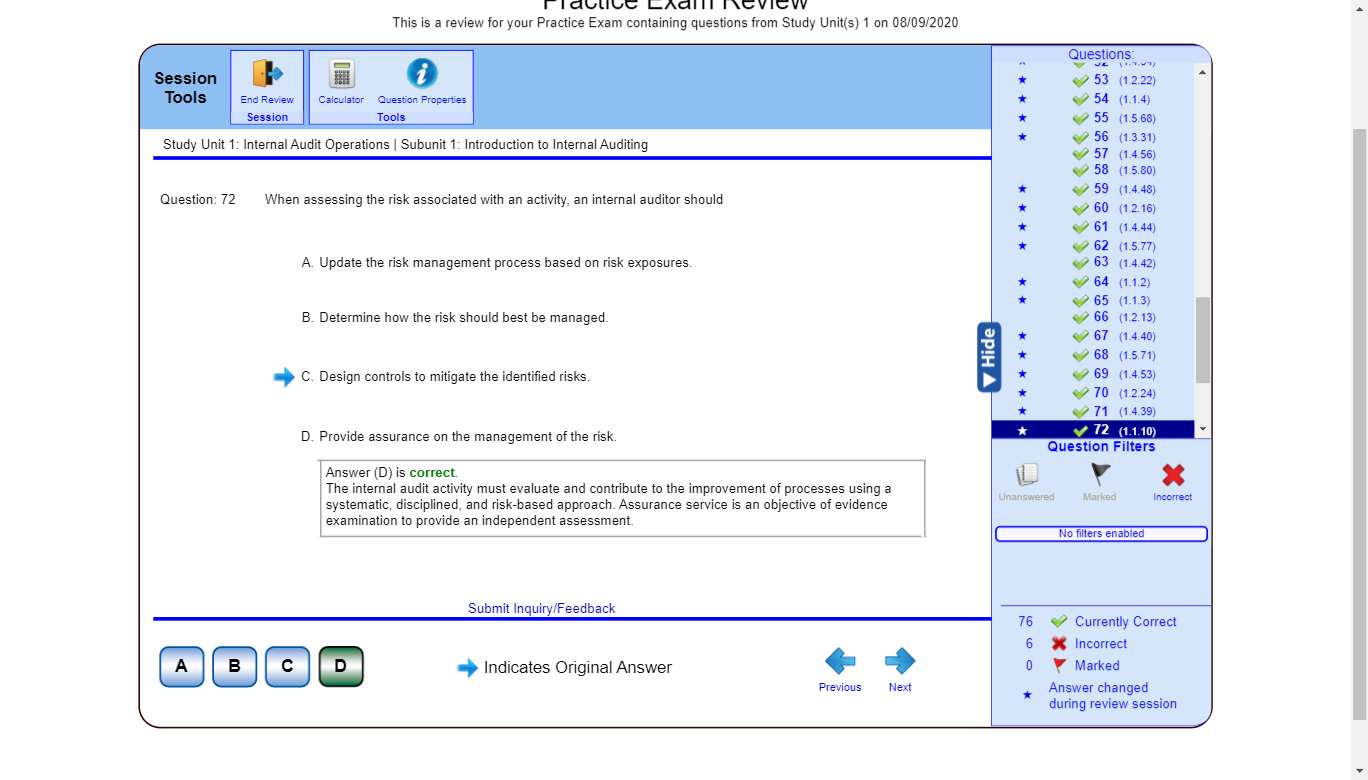 Practice Exam Review
This is a review for your Practice Exam containing questions from Study Unit(s) 1 on 08/09/2020
Session Tools
End Review
Session
Calculator
Question Properties
Tools
Study Unit 1: Internal Audit Operations | Subunit 1: Introduction to Internal Auditing
Question: 72 When assessing the risk associated with an activity, an internal auditor should
A. Update the risk management process based on risk exposures.
B. Determine how the risk should best be managed.
C. Design controls to mitigate the identified risks.
D. Provide assurance on the management of the risk.
Answer (D) is correct.
The internal audit activity must evaluate and contribute to the improvement of processes using a
systematic, disciplined, and risk-based approach. Assurance service is an objective of evidence
examination to provide an independent assessment.
Submit Inquiry/Feedback
A B C D
Indicates Original Answer
Previous
Next
Hide
Questions:
53 (1.2.22)
54 (1.1.4)
55 (1.5.68)
56 (1.3.31)
57 (1.4.56)
58 (1.5.80)
59 (1.4.48)
60 (1.2.16)
61 (1.4.44)
62 (1.5.77)
63 (1.4.42)
64 (1.1.2)
65 (1.1.3)
66 (1.2.13)
67 (1.4.40)
68 (1.5.71)
69 (1.4.53)
70 (1.2.24)
71 (1.4.39)
72 (1.1.10)
Question Filters
Unanswered
Marked
Incorrect
No filters enabled
76 Currently Correct
6 Incorrect
0 Marked
Answer changed
during review session